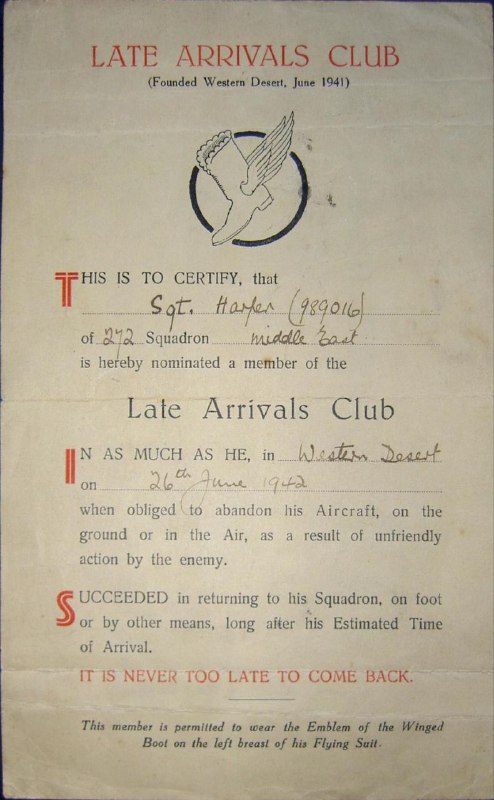 LATE ARRIVALS CLUB
(Founded Western Desert, June 1941)
THIS IS TO CERTIFY, that
Sgt. Harper (989016)
of 272 Squadron Middle East
is hereby nominated a member of the
Late Arrivals Club
IN AS MUCH AS HE, in Western Desert
on 26th June 1942
when obliged to abandon his Aircraft, on the
ground or in the Air, as a result of unfriendly
action by the enemy.
SUCCEEDED in returning to his Squadron, on foot
or by other means, long after his Estimated Time
of Arrival.
IT IS NEVER TOO LATE TO COME BACK.
This member is permitted to wear the Emblem of the Winged
Boot on the left breast of his Flying Suit.